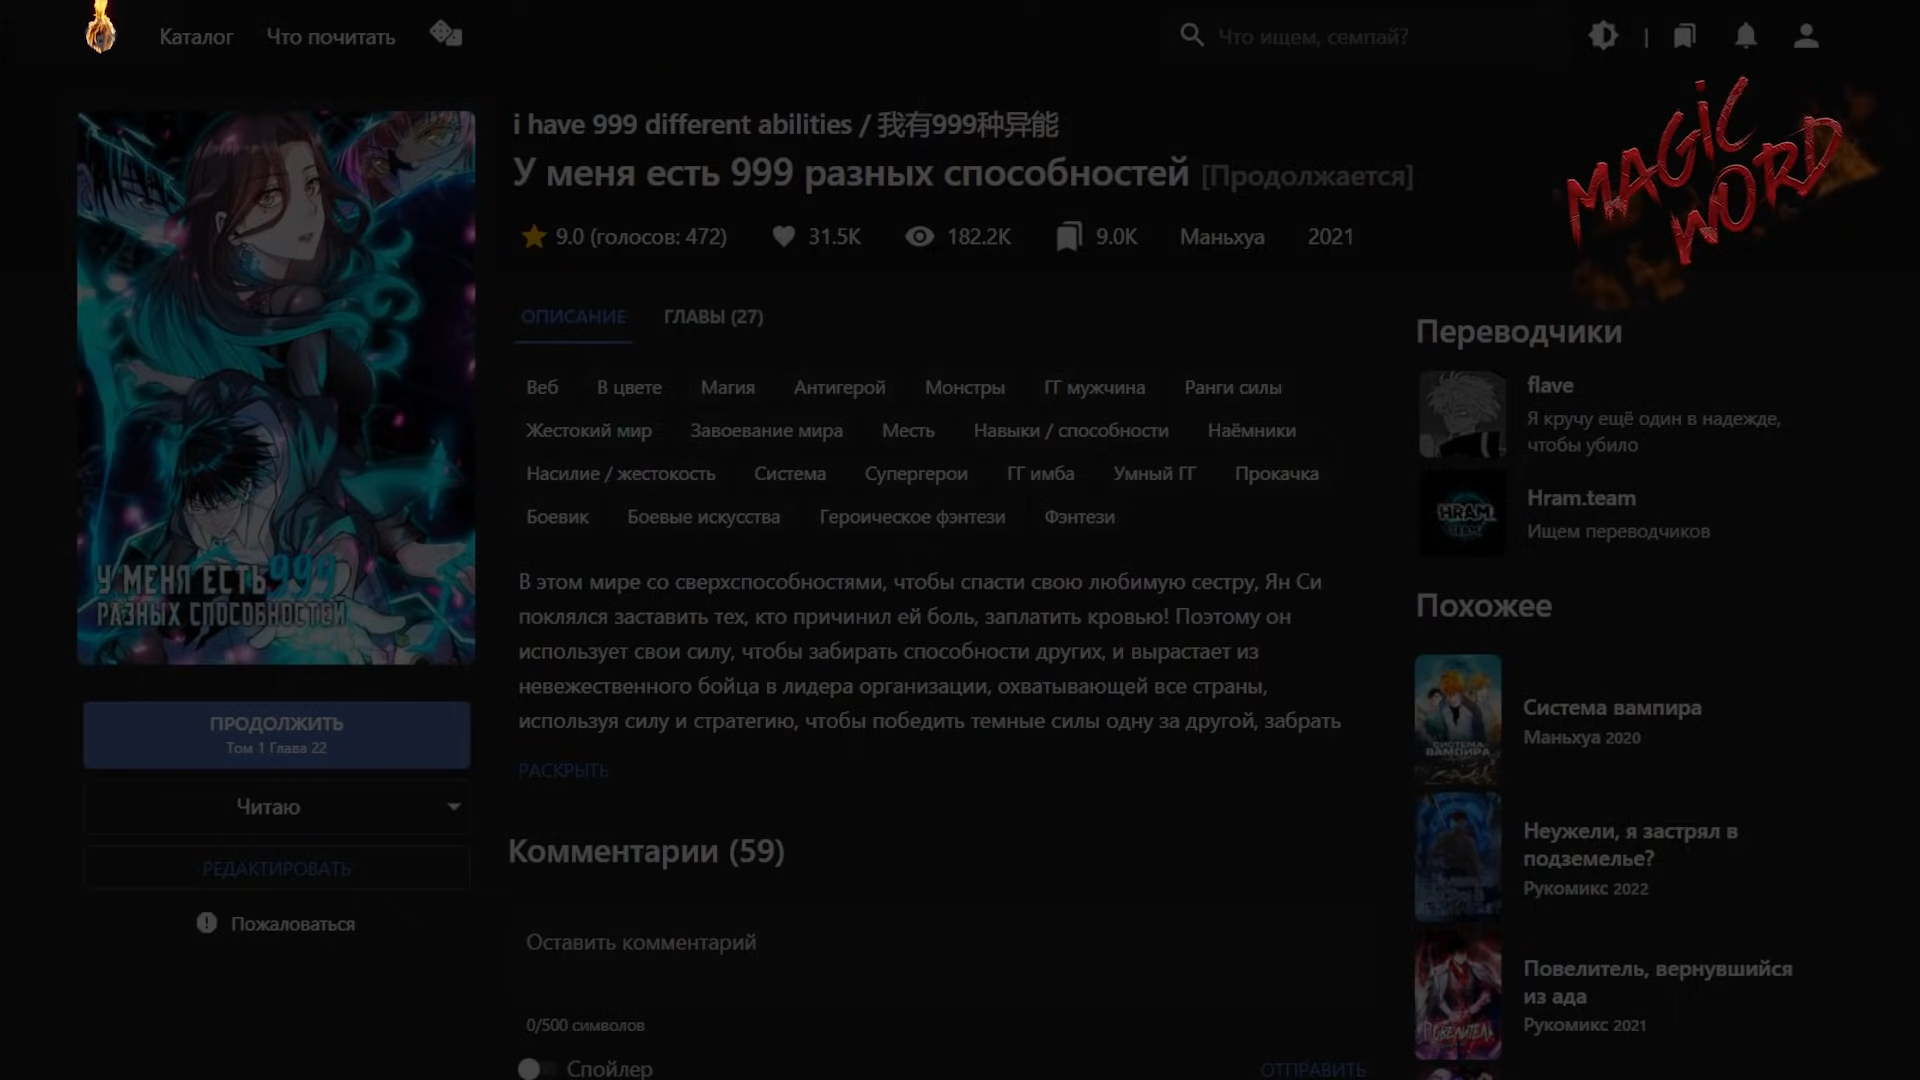 Каталог
Что почитать
Что ищем, семпай?
MAGIC
WORD
i have 999 different abilities / 我有999种异能
У меня есть 999 разных способностей [Продолжается]
9.0 (голосов: 472)
31.5K
182.2K
9.0K
Маньхуа
2021
ОПИСАНИЕ
ГЛАВЫ (27)
Веб
В цвете
Магия
Антигерой
Монстры
ГГ мужчина
Ранги силы
Жестокий мир
Завоевание мира
Месть
Навыки / способности
Наёмники
Насилие / жестокость
Система
Супергерои
ГГ имба
Умный ГГ
Прокачка
Боевик
Боевые искусства
Героическое фэнтези
Фэнтези
В этом мире со сверхспособностями, чтобы спасти свою любимую сестру, Ян Си
поклялся заставить тех, кто причинил ей боль, заплатить кровью! Поэтому он
использует свои силу, чтобы забирать способности других, и вырастает из
невежественного бойца в лидера организации, охватывающей все страны,
используя силу и стратегию, чтобы победить темные силы одну за другой, забрать
РАСКРЫТЬ
У МЕНЯ ЕСТЬ 999
РАЗНЫХ СПОСОБНОСТЕЙ
ПРОДОЛЖИТЬ
Том 1 Глава 22
Читаю
РЕДАКТИРОВАТЬ
Пожаловаться
Комментарии (59)
Оставить комментарий
0/500 символов
Спойлер
ОТПРАВИТЬ
Переводчики
flave
Я кручу ещё один в надежде,
чтобы убило
HRAM
TEAM
Hram.team
Ищем переводчиков
Похожее
СИСТЕМА
ВАМПИРА
Система вампира
Маньхуа 2020
Неужели, я застрял в
подземелье?
Рукомикс 2022
ПОВЕЛИТЕЛЬ
Повелитель, вернувшийся
из ада
Рукомикс 2021